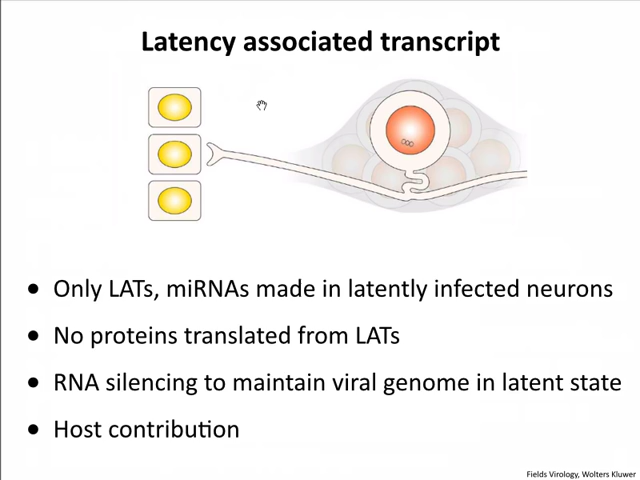 Latency associated transcript
• Only LATs, miRNAs made in latently infected neurons
• No proteins translated from LATs
• RNA silencing to maintain viral genome in latent state
• Host contribution
Fields Virology, Wolters Kluwer